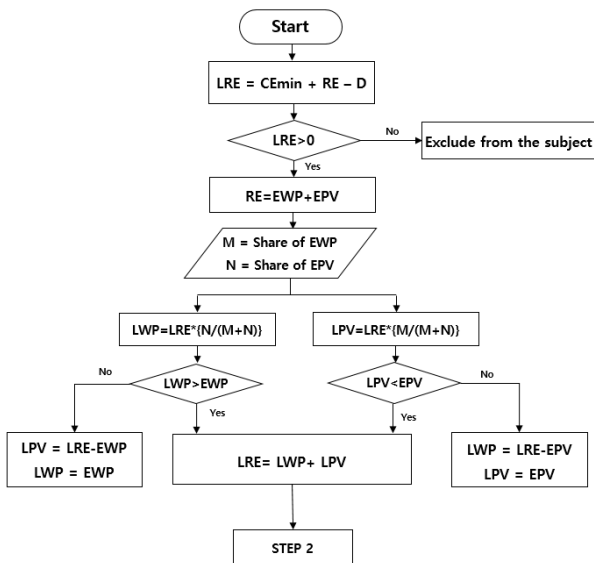 Start
LRE = CEmin + RE – D
LRE>0
No
Exclude from the subject
Yes
RE=EWP+EPV
M = Share of EWP
N = Share of EPV
LWP=LRE*{N/(M+N)}
LPV=LRE*{M/(M+N)}
No
LWP>EWP
LPV<EPV
No
Yes
Yes
LPV = LRE-EWP
LWP = EWP
LRE= LWP+ LPV
LWP = LRE-EPV
LPV = EPV
STEP 2